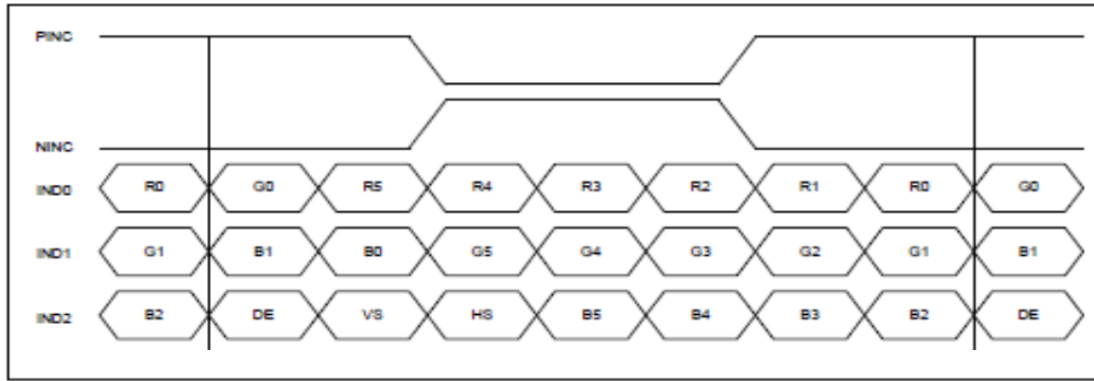 PINC
NINC
IND0 R0 G0 R5 R4 R3 R2 R1 R0 G0
IND1 G1 B1 B0 G5 G4 G3 G2 G1 B1
IND2 B2 DE VS HS B5 B4 B3 B2 DE